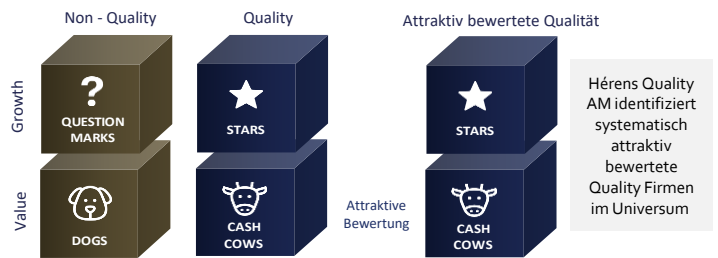 Non - Quality
Quality
Attraktiv bewertete Qualität
Growth
?
QUESTION
MARKS
STARS
STARS
Value
DOGS
CASH
COWS
Attraktive
Bewertung
CASH
COWS
Hérens Quality
AM identifiziert
systematisch
attraktiv
bewertete
Quality Firmen
im Universum